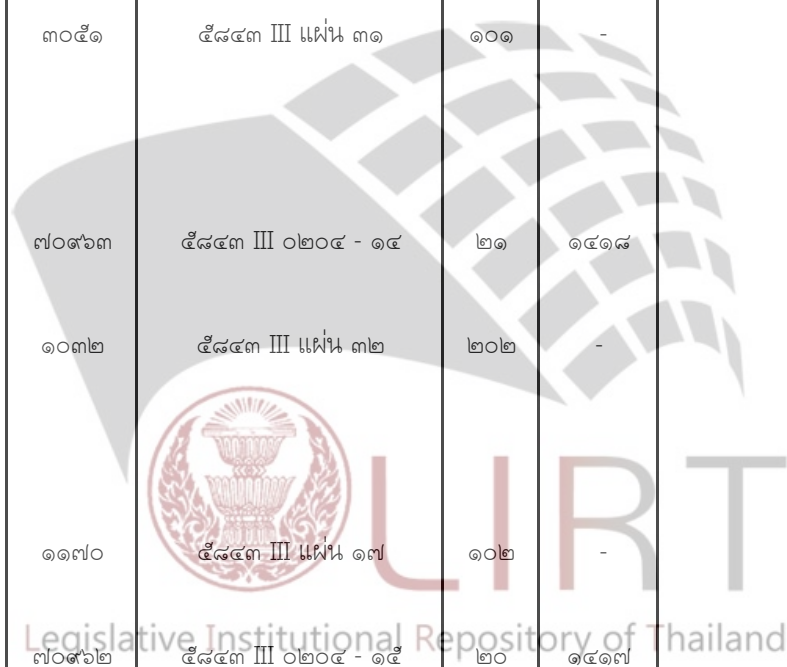 ๓๐๕๑ ๕๘๔๓ III แผ่น ๓๑ ๑๐๑ -
๗๐๙๖๓ ๕๘๔๓ III ๐๒๐๔ - ๑๔ ๒๑ ๑๔๑๘
๑๐๓๒ ๕๘๔๓ III แผ่น ๓๒ ๒๐๒ -
LIRT
๑๑๗๐ ๕๘๔๓ III แผ่น ๑๗ ๑๐๒ -
Legislative Institutional Repository of Thailand
๗๐๙๖๒ ๕๘๔๓ III ๐๒๐๔ - ๑๕ ๒๐ ๑๔๑๗